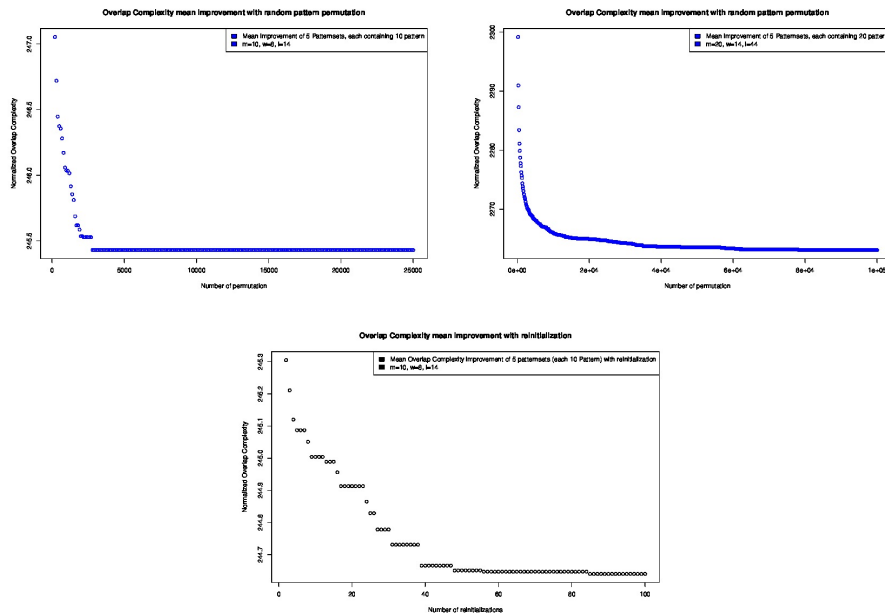 Overlap Complexity mean improvement with random pattern permutation
Mean Improvement of 5 Patternsets, each containing 10 pattern
m=10, w=8, l=14
Normalized Overlap Complexity
247.0
246.5
246.0
245.5
0
5000
10000
15000
20000
25000
Number of permutation
Overlap Complexity mean improvement with random pattern permutation
Mean Improvement of 5 Patternsets, each containing 20 pattern
m=20, w=14, l=44
Normalized Overlap Complexity
2300
2290
2280
2270
0e+00
2e+04
4e+04
6e+04
8e+04
1e+05
Number of permutation
Overlap Complexity mean improvement with reinitialization
Mean Overlap Complexity Improvement of 5 patternsets (each 10 Pattern) with reinitialization
m=10, w=8, l=14
Normalized Overlap Complexity
245.3
245.2
245.1
245.0
244.9
244.8
244.7
0
20
40
60
80
100
Number of reinitializations